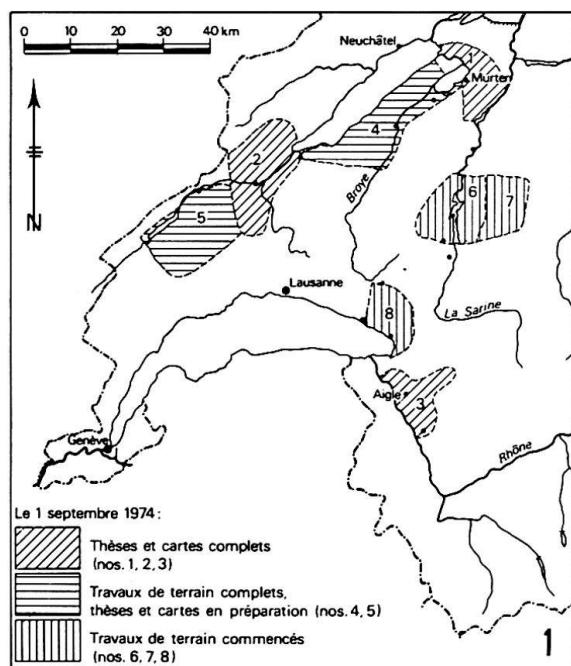 0 10 20 30 40 km
Neuchâtel
1
Murten
4
2
Broye
6
7
5
N
Lausanne
La Sarine
8
Aigle
3
Genève
Rhône
Le 1 septembre 1974:
Thèses et cartes complets
(nos. 1, 2, 3)
Travaux de terrain complets,
thèses et cartes en préparation (nos. 4, 5)
Travaux de terrain commencés
(nos. 6, 7, 8)
1